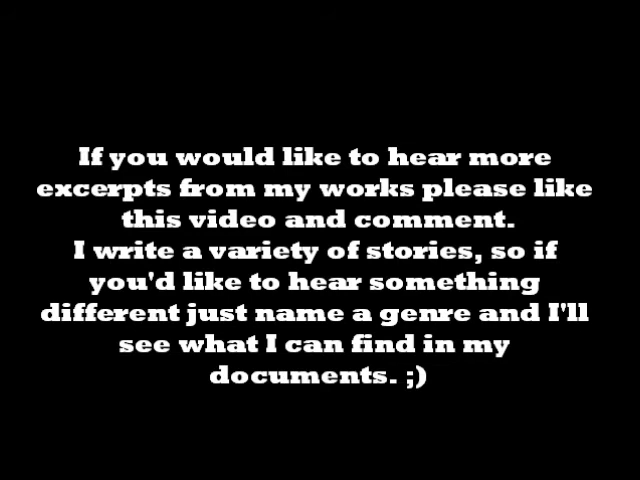 If you would like to hear more
excerpts from my works please like
this video and comment.
I write a variety of stories, so if
you'd like to hear something
different just name a genre and I'll
see what I can find in my
documents. ;)